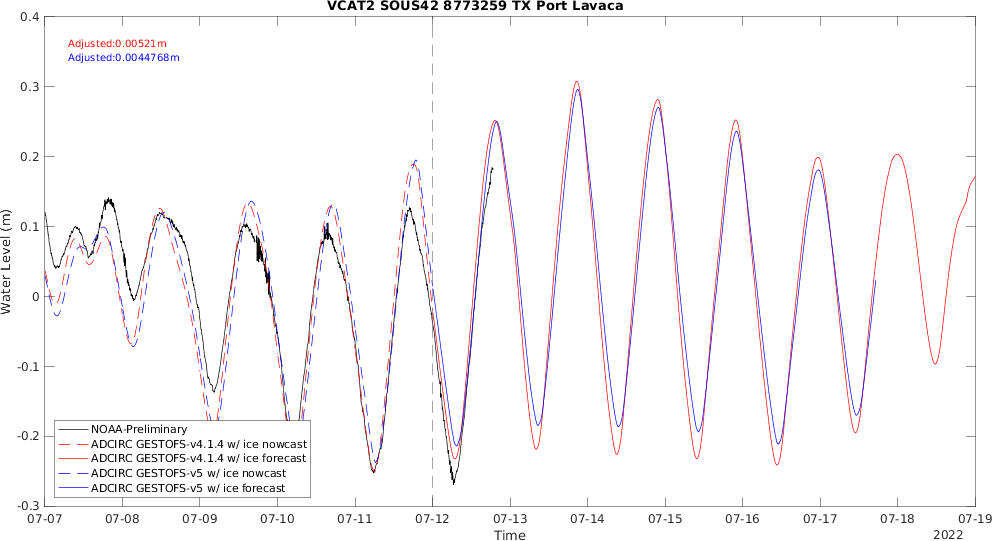 VCAT2 SOUS42 8773259 TX Port Lavaca
Adjusted:0.00521m
Adjusted:0.0044768m
Water Level (m)
0.4
0.3
0.2
0.1
0
-0.1
-0.2
-0.3
NOAA-Preliminary
ADCIRC GESTOFS-v4.1.4 w/ ice nowcast
ADCIRC GESTOFS-v4.1.4 w/ ice forecast
ADCIRC GESTOFS-v5 w/ ice nowcast
ADCIRC GESTOFS-v5 w/ ice forecast
07-07 07-08 07-09 07-10 07-11 07-12 07-13 07-14 07-15 07-16 07-17 07-18 07-19
Time
2022